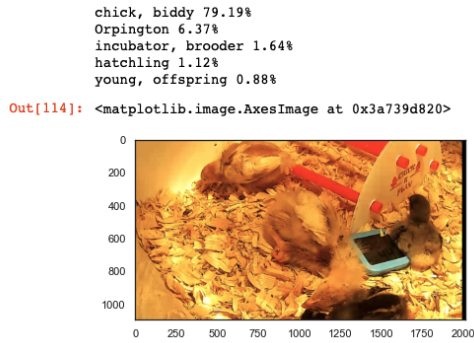 chick, biddy 79.19%
Orpington 6.37%
incubator, brooder 1.64%
hatchling 1.12%
young, offspring 0.88%
Out[114]: <matplotlib.image.AxesImage at 0x3a739d820>
0
200
400
600
800
1000
0 250 500 750 1000 1250 1500 1750 2000